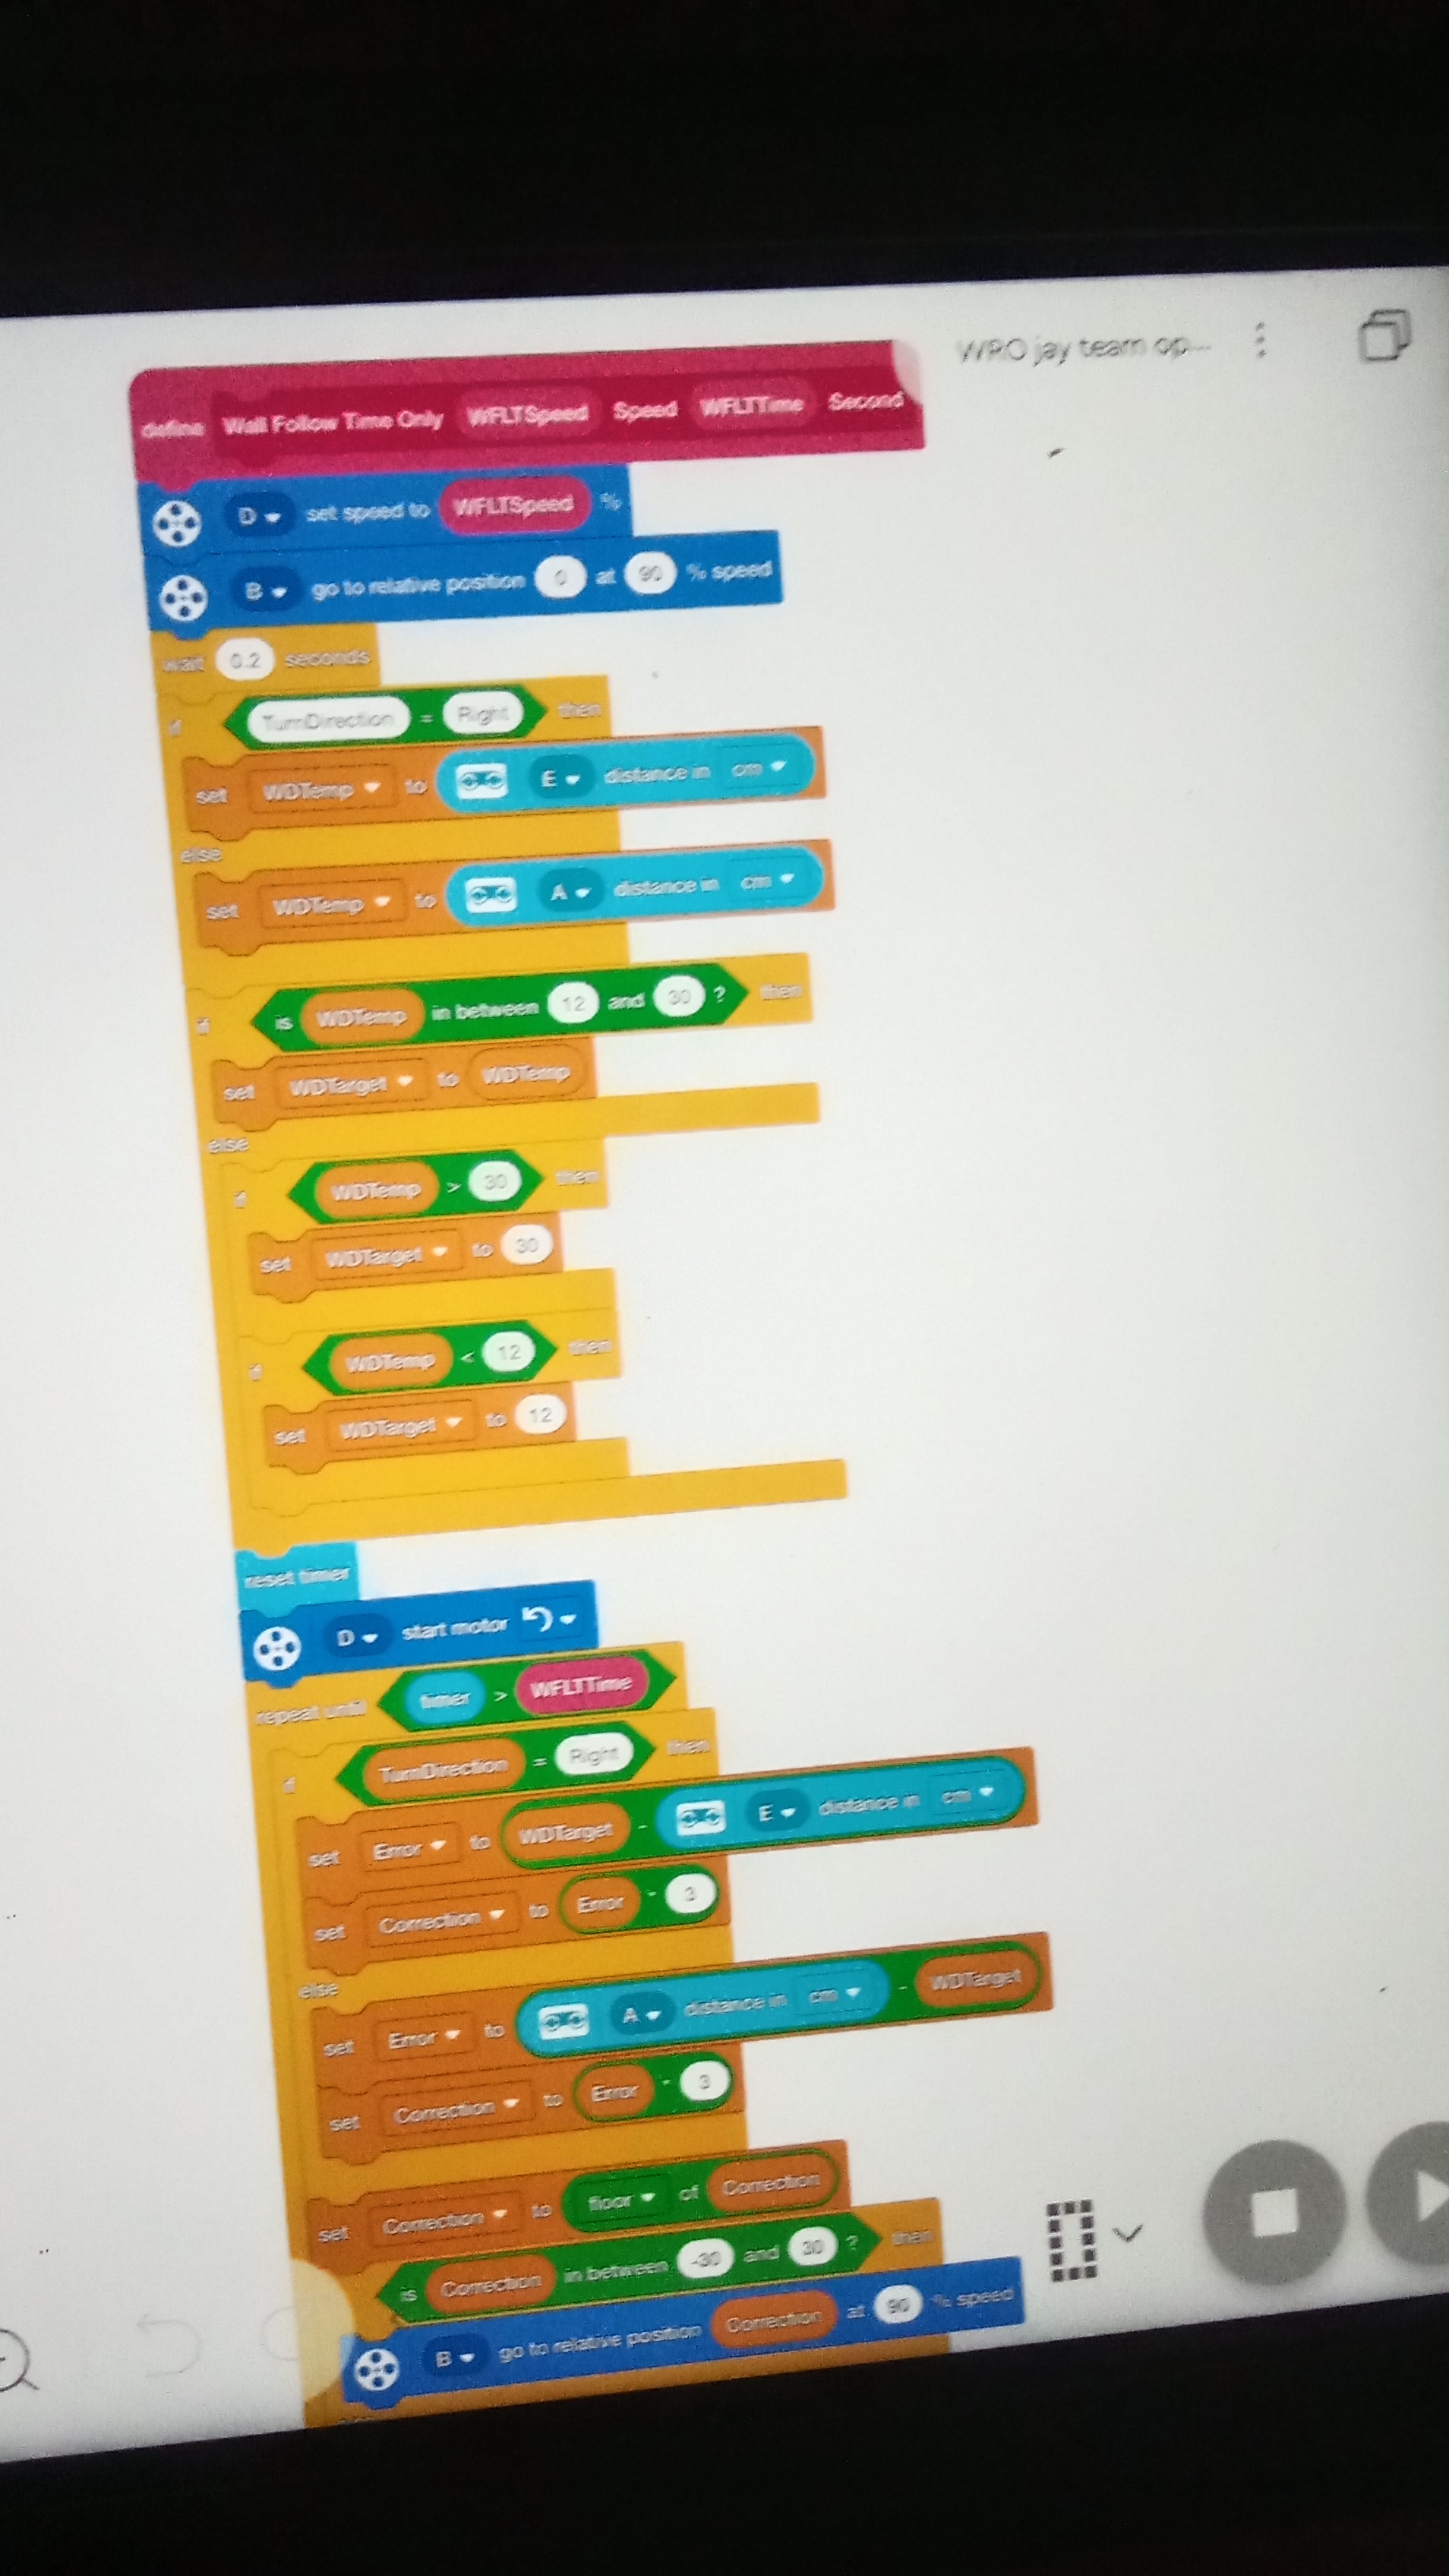 WRO jay team op...
define Wall Follow Time Only WFLTSpeed Speed WFLTTime Second
D set speed to WFLTSpeed %
B go to relative position 0 at 90 % speed
wait 0.2 seconds
if TurnDirection = Right then
set WDTemp to E distance in cm
else
set WDTemp to A distance in cm
if is WDTemp in between 12 and 30 ? then
set WDTarget to WDTemp
else
if WDTemp > 30 then
set WDTarget to 30
if WDTemp < 12 then
set WDTarget to 12
reset timer
D start motor
repeat until timer > WFLTTime
if TurnDirection = Right then
set Error to WDTarget - E distance in cm
set Correction to Error 3
else
set Error to A distance in cm - WDTarget
set Correction to Error 3
set Correction to floor of Correction
is Correction in between -30 and 30 ? then
B go to relative position Correction at 90 % speed